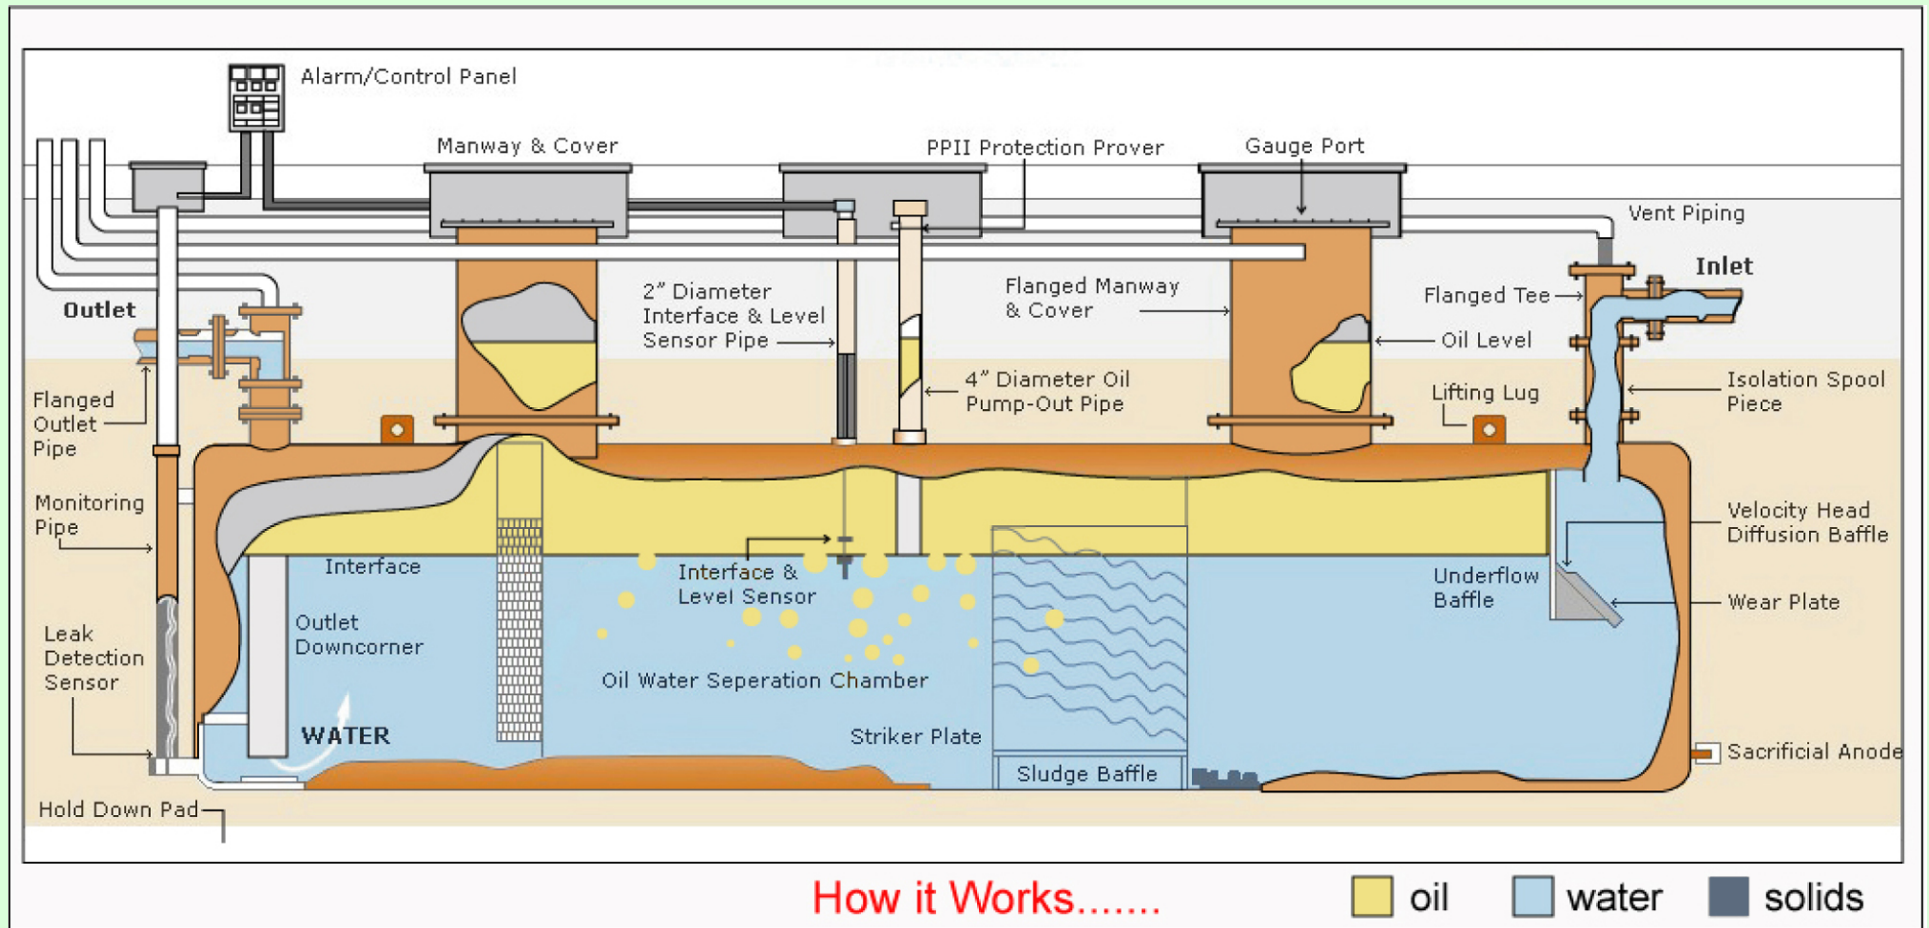 Alarm/Control Panel
Manway & Cover
PPII Protection Prover
Gauge Port
Vent Piping
Inlet
Outlet
2” Diameter
Interface & Level
Sensor Pipe
Flanged Manway
& Cover
Flanged Tee
Oil Level
4” Diameter Oil
Pump-Out Pipe
Lifting Lug
Isolation Spool
Piece
Flanged
Outlet
Pipe
Monitoring
Pipe
Velocity Head
Diffusion Baffle
Interface
Interface &
Level Sensor
Underflow
Baffle
Wear Plate
Outlet
Downcorner
Leak
Detection
Sensor
Oil Water Seperation Chamber
WATER
Striker Plate
Sludge Baffle
Sacrificial Anode
Hold Down Pad
How it Works.......
oil
water
solids